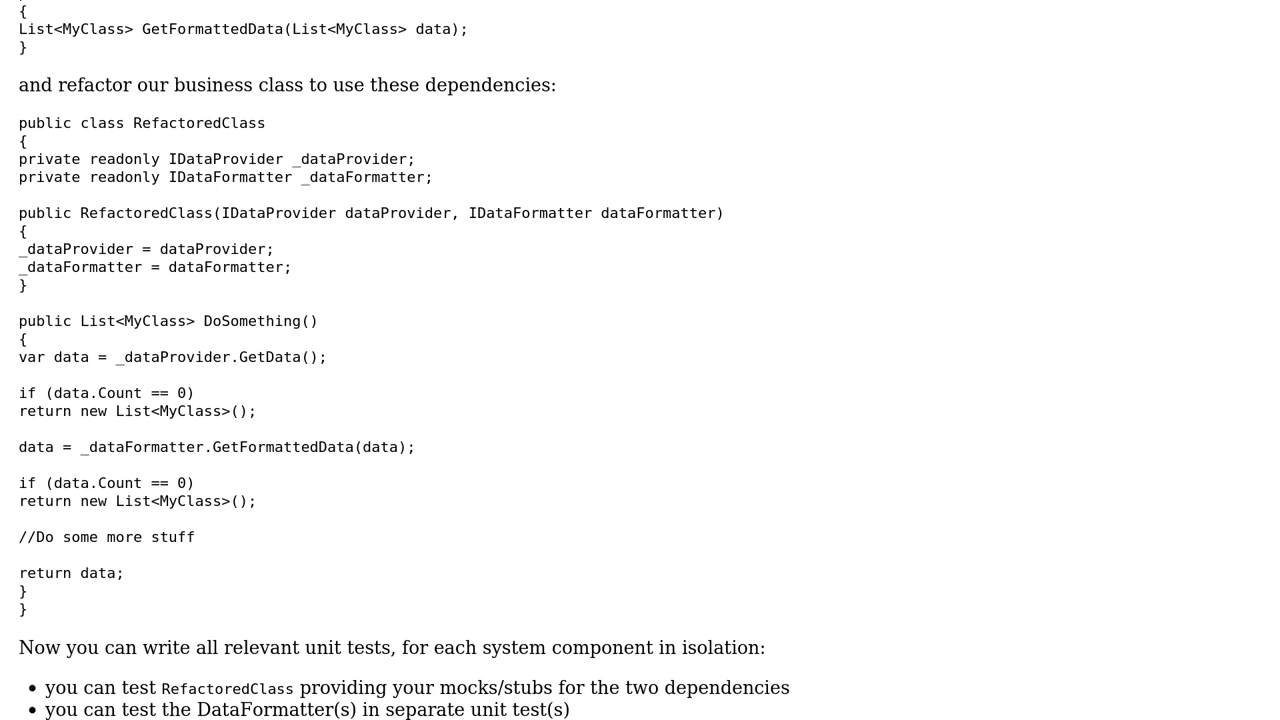 {
List<MyClass> GetFormattedData(List<MyClass> data);
}
and refactor our business class to use these dependencies:
public class RefactoredClass
{
private readonly IDataProvider _dataProvider;
private readonly IDataFormatter _dataFormatter;
public RefactoredClass(IDataProvider dataProvider, IDataFormatter dataFormatter)
{
_dataProvider = dataProvider;
_dataFormatter = dataFormatter;
}
public List<MyClass> DoSomething()
{
var data = _dataProvider.GetData();
if (data.Count == 0)
return new List<MyClass>();
data = _dataFormatter.GetFormattedData(data);
if (data.Count == 0)
return new List<MyClass>();
//Do some more stuff
return data;
}
}
Now you can write all relevant unit tests, for each system component in isolation:
• you can test RefactoredClass providing your mocks/stubs for the two dependencies
• you can test the DataFormatter(s) in separate unit test(s)